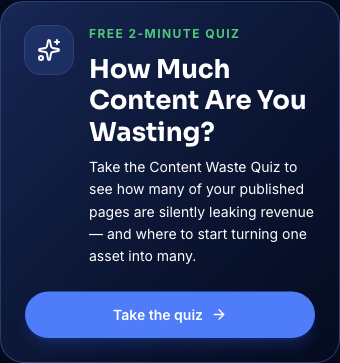 FREE 2-MINUTE QUIZ
How Much
Content Are You
Wasting?
Take the Content Waste Quiz to
see how many of your published
pages are silently leaking revenue
— and where to start turning one
asset into many.
Take the quiz →